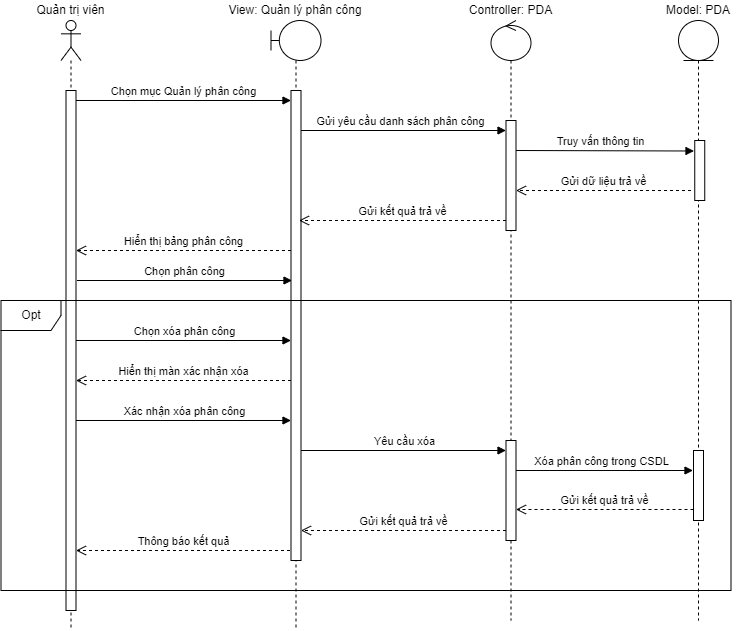 Quản trị viên
View: Quản lý phân công
Controller: PDA
Model: PDA
Chọn mục Quản lý phân công
Gửi yêu cầu danh sách phân công
Truy vấn thông tin
Gửi dữ liệu trả về
Gửi kết quả trả về
Hiển thị bảng phân công
Chọn phân công
Opt
Chọn xóa phân công
Hiển thị màn xác nhận xóa
Xác nhận xóa phân công
Yêu cầu xóa
Xóa phân công trong CSDL
Gửi kết quả trả về
Gửi kết quả trả về
Thông báo kết quả